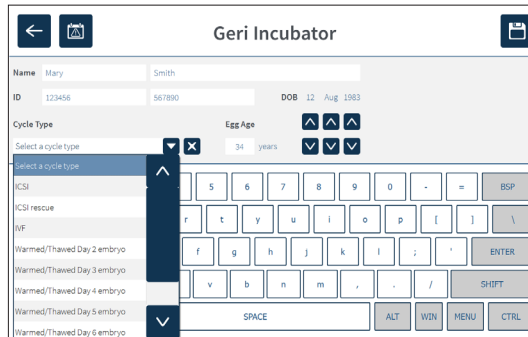 Geri Incubator
Name Mary Smith
ID 123456 567890 DOB 12 Aug 1983
Cycle Type Egg Age
Select a cycle type 34 years
Select a cycle type
ICSI
ICSI rescue
IVF
Warmed/Thawed Day 2 embryo
Warmed/Thawed Day 3 embryo
Warmed/Thawed Day 4 embryo
Warmed/Thawed Day 5 embryo
Warmed/Thawed Day 6 embryo
5 6 7 8 9 0 - = BSP
r t y u i o p [ ] \
f g h j k l ; ' ENTER
v b n m , . / SHIFT
SPACE ALT WIN MENU CTRL